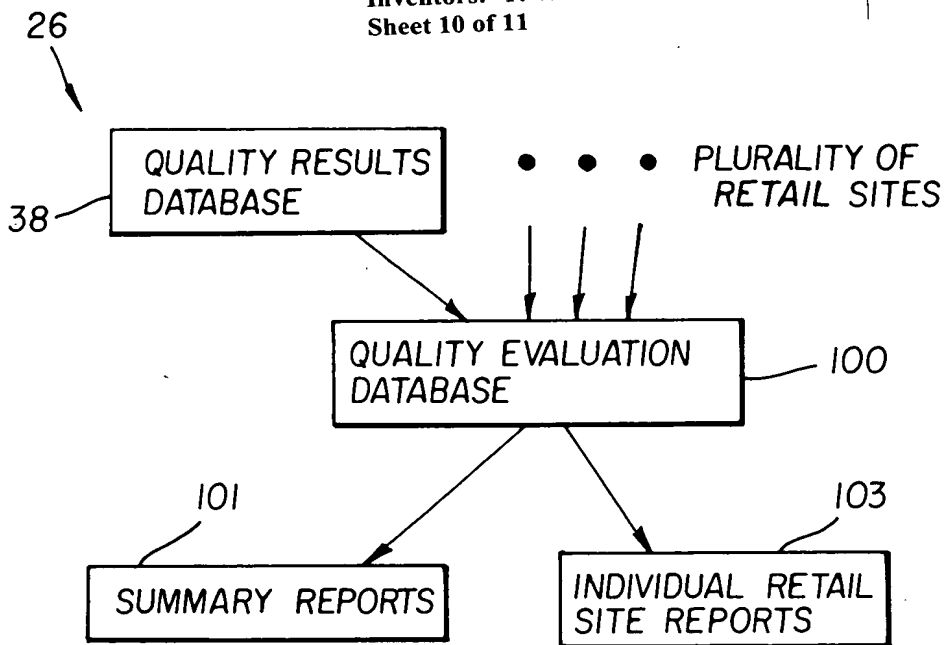 Sheet 10 of 11
26
QUALITY RESULTS
DATABASE
38
PLURALITY OF
RETAIL SITES
QUALITY EVALUATION
DATABASE
100
101
SUMMARY REPORTS
103
INDIVIDUAL RETAIL
SITE REPORTS